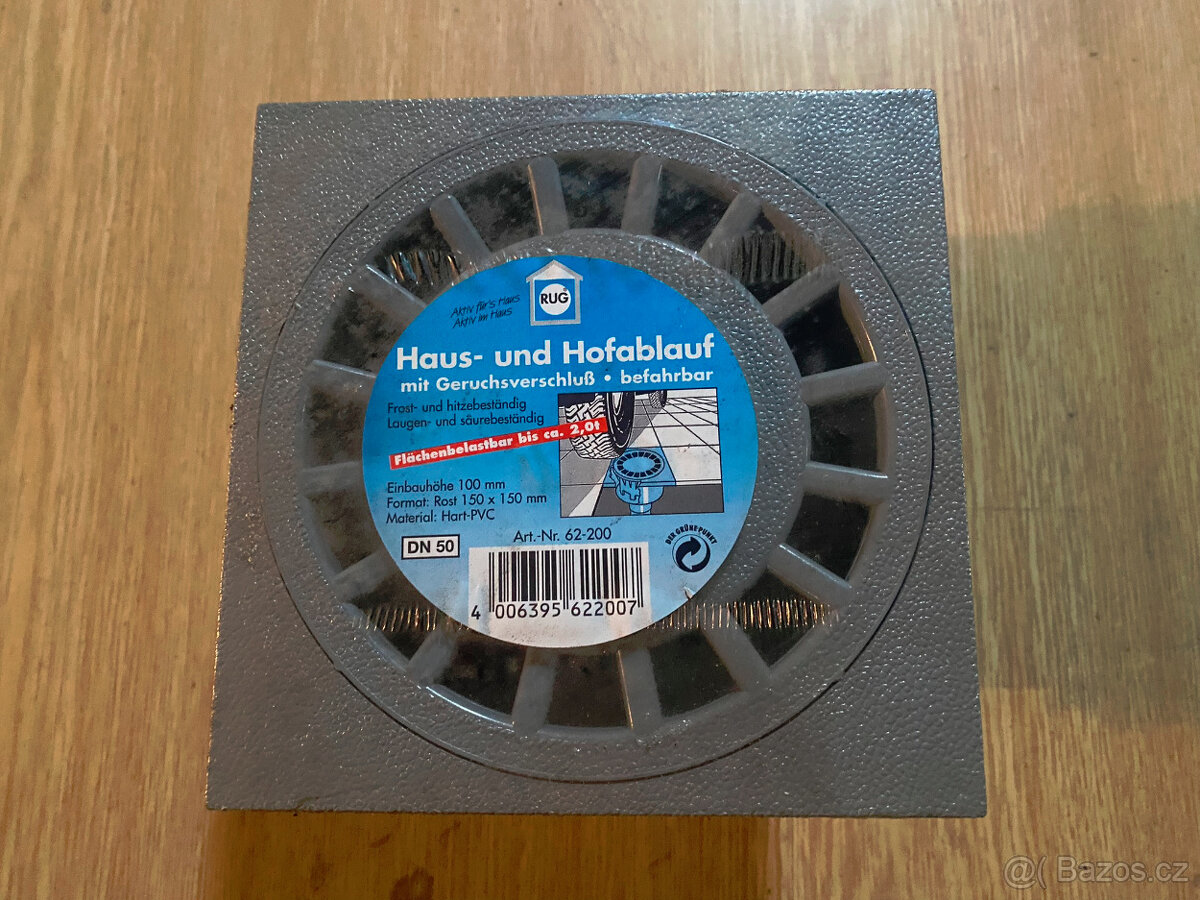 Aktiv für's Haus
Aktiv im Haus
RUG
Haus- und Hofablauf
mit Geruchsverschluß • befahrbar
Frost- und hitzebeständig
Laugen- und säurebeständig
Flächenbelastbar bis ca. 2,0t
Einbauhöhe 100 mm
Format: Rost 150 x 150 mm
Material: Hart-PVC
DN 50
Art.-Nr. 62-200
DER GRÜNE PUNKT
4 006395 622007
Bazos.cz